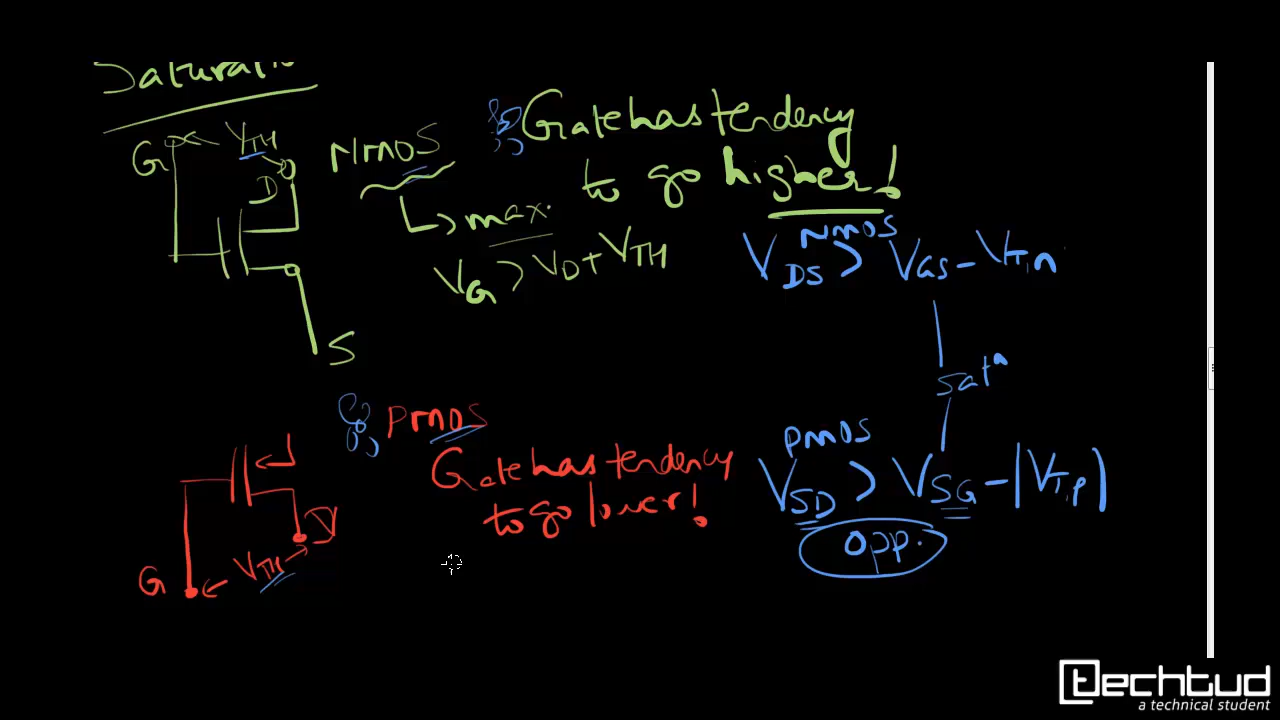 Saturatio
G
VTH
D
NMOS
Gate has tendency
to go higher!
max.
VG > VD + VTH
NMOS
VDS > VGS - VT,n
S
satn
PMOS
Gate has tendency
to go lower!
PMOS
VSD > VSG - |VT,p|
opp.
D
VTH
G
techtud
a technical student